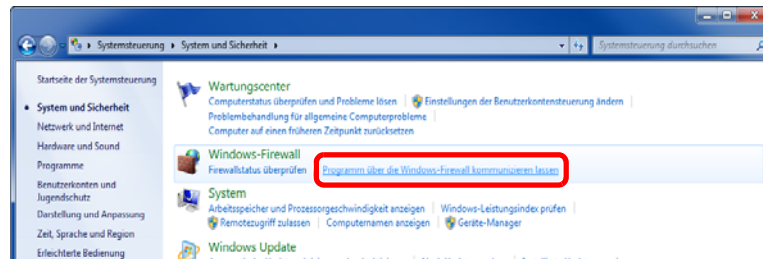 Systemsteuerung ▸ System und Sicherheit ▸
Systemsteuerung durchsuchen
Startseite der Systemsteuerung
System und Sicherheit
Netzwerk und Internet
Hardware und Sound
Programme
Benutzerkonten und
Jugendschutz
Darstellung und Anpassung
Zeit, Sprache und Region
Erleichterte Bedienung
Wartungscenter
Computerstatus überprüfen und Probleme lösen | Einstellungen der Benutzerkontensteuerung ändern |
Problembehandlung für allgemeine Computerprobleme |
Computer auf einen früheren Zeitpunkt zurücksetzen
Windows-Firewall
Firewallstatus überprüfen | Programm über die Windows-Firewall kommunizieren lassen
System
Arbeitsspeicher und Prozessorgeschwindigkeit anzeigen | Windows-Leistungsindex prüfen |
Remotezugriff zulassen | Computernamen anzeigen | Geräte-Manager
Windows Update